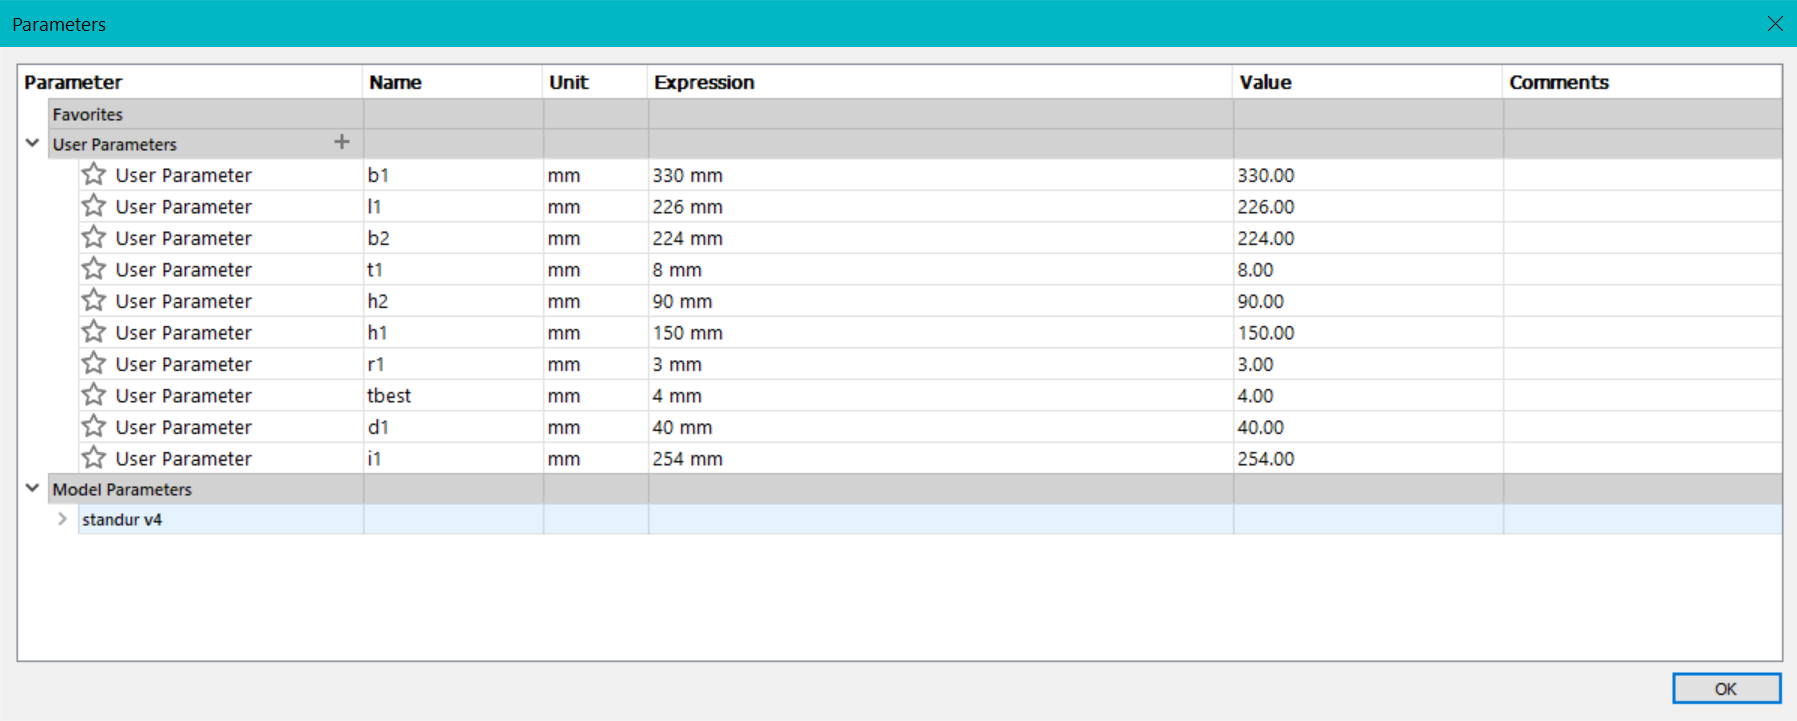 Parameters
Parameter Name Unit Expression Value Comments
Favorites
User Parameters +
User Parameter b1 mm 330 mm 330.00
User Parameter l1 mm 226 mm 226.00
User Parameter b2 mm 224 mm 224.00
User Parameter t1 mm 8 mm 8.00
User Parameter h2 mm 90 mm 90.00
User Parameter h1 mm 150 mm 150.00
User Parameter r1 mm 3 mm 3.00
User Parameter tbest mm 4 mm 4.00
User Parameter d1 mm 40 mm 40.00
User Parameter i1 mm 254 mm 254.00
Model Parameters
standur v4
OK